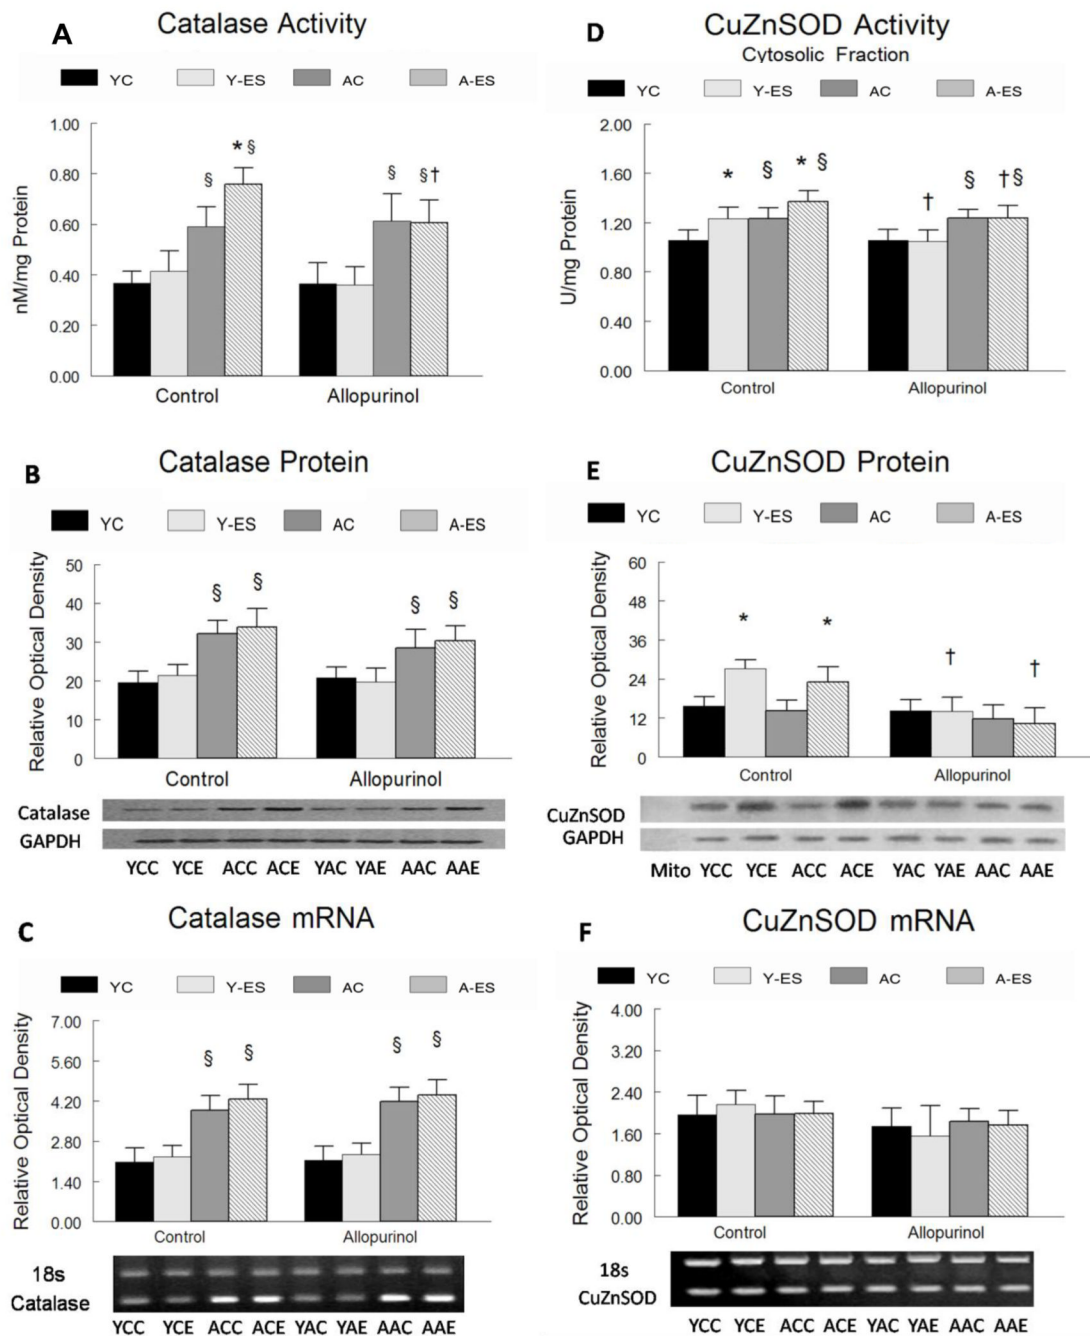 A
Catalase Activity
YC Y-ES AC A-ES
nM/mg Protein
1.00
0.80
0.60
0.40
0.20
0.00
§
* §
§
§†
Control Allopurinol
B
Catalase Protein
YC Y-ES AC A-ES
Relative Optical Density
50
40
30
20
10
0
§
§
§
§
Control Allopurinol
Catalase
GAPDH
YCC YCE ACC ACE YAC YAE AAC AAE
C
Catalase mRNA
YC Y-ES AC A-ES
Relative Optical Density
7.00
5.60
4.20
2.80
1.40
0.00
§
§
§
§
Control Allopurinol
18s
Catalase
YCC YCE ACC ACE YAC YAE AAC AAE
D
CuZnSOD Activity
Cytosolic Fraction
YC Y-ES AC A-ES
U/mg Protein
2.00
1.60
1.20
0.80
0.40
0.00
*
§
* §
†
§
†§
Control Allopurinol
E
CuZnSOD Protein
YC Y-ES AC A-ES
Relative Optical Density
60
48
36
24
12
0
*
*
†
†
Control Allopurinol
CuZnSOD
GAPDH
Mito YCC YCE ACC ACE YAC YAE AAC AAE
F
CuZnSOD mRNA
YC Y-ES AC A-ES
Relative Optical Density
4.00
3.20
2.40
1.60
0.80
0.00
Control Allopurinol
18s
CuZnSOD
YCC YCE ACC ACE YAC YAE AAC AAE